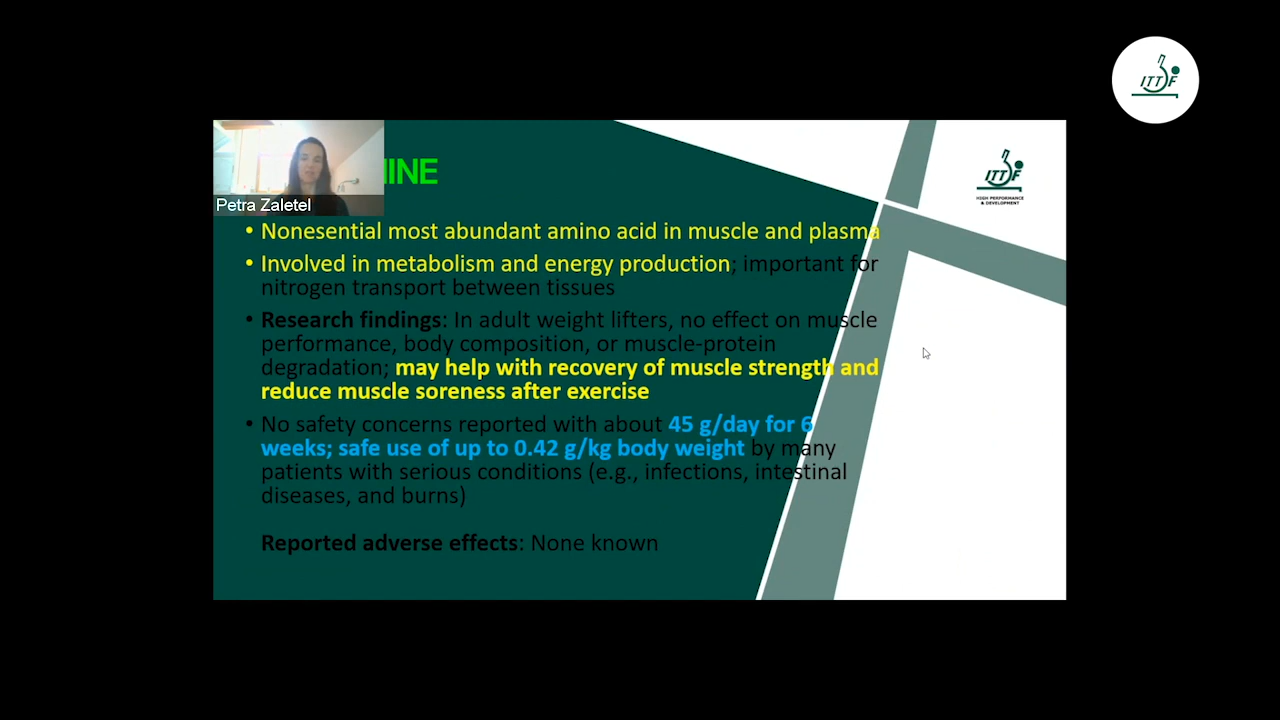 ITTF
Petra Zaletel
ITTF
HIGH PERFORMANCE
& DEVELOPMENT
• Nonesential most abundant amino acid in muscle and plasma
• Involved in metabolism and energy production; important for
nitrogen transport between tissues
• Research findings: In adult weight lifters, no effect on muscle
performance, body composition, or muscle-protein
degradation; may help with recovery of muscle strength and
reduce muscle soreness after exercise
• No safety concerns reported with about 45 g/day for 6
weeks; safe use of up to 0.42 g/kg body weight by many
patients with serious conditions (e.g., infections, intestinal
diseases, and burns)
Reported adverse effects: None known